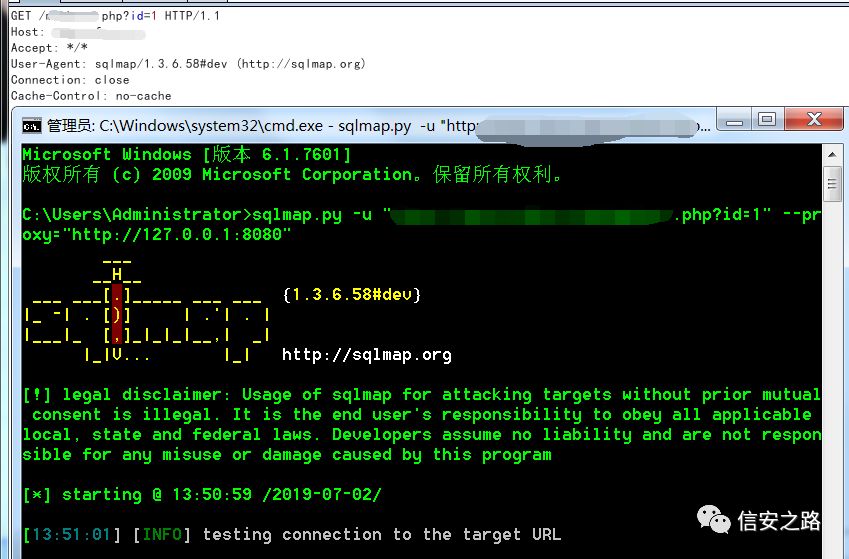 GET /m php?id=1 HTTP/1.1
Host:
Accept: */*
User-Agent: sqlmap/1.3.6.58#dev (http://sqlmap.org)
Connection: close
Cache-Control: no-cache
管理员: C:\Windows\system32\cmd.exe - sqlmap.py -u "http: o...
Microsoft Windows [版本 6.1.7601]
版权所有 (c) 2009 Microsoft Corporation。保留所有权利。
C:\Users\Administrator>sqlmap.py -u " .php?id=1" --pr
oxy="http://127.0.0.1:8080"
        ___
       __H__
 ___ ___[.]_____ ___ ___  {1.3.6.58#dev}
|_ -| . [)]     | .'| . |
|___|_  [,]_|_|_|__,|  _|
      |_|V...       |_|   http://sqlmap.org
[!] legal disclaimer: Usage of sqlmap for attacking targets without prior mutual
 consent is illegal. It is the end user's responsibility to obey all applicable
local, state and federal laws. Developers assume no liability and are not respon
sible for any misuse or damage caused by this program
[*] starting @ 13:50:59 /2019-07-02/
[13:51:01] [INFO] testing connection to the target URL
信安之路